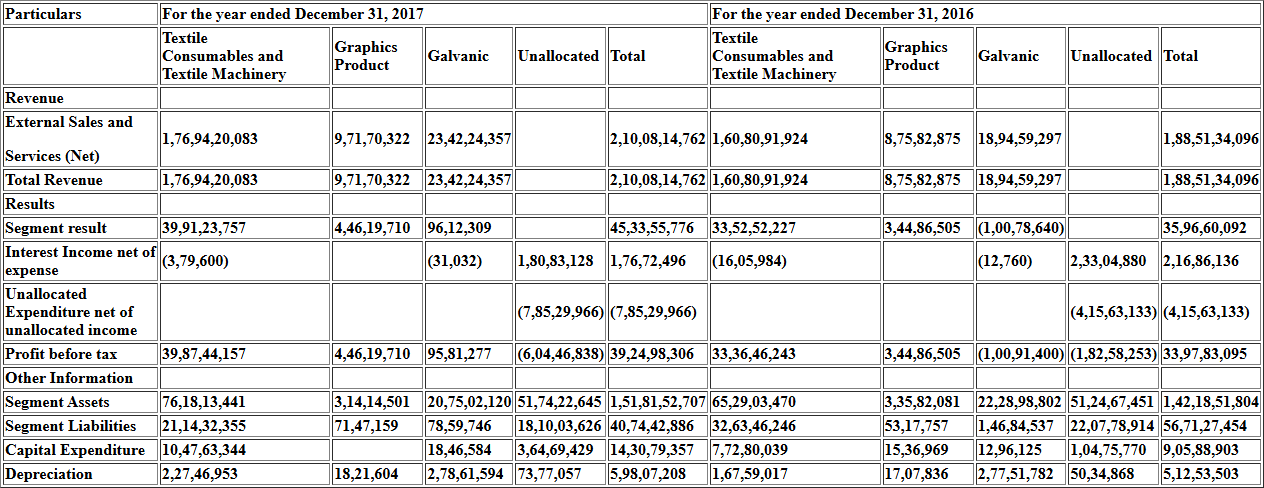 Particulars For the year ended December 31, 2017 For the year ended December 31, 2016
Textile Consumables and Textile Machinery Graphics Product Galvanic Unallocated Total Textile Consumables and Textile Machinery Graphics Product Galvanic Unallocated Total
Revenue
External Sales and Services (Net) 1,76,94,20,083 9,71,70,322 23,42,24,357 2,10,08,14,762 1,60,80,91,924 8,75,82,875 18,94,59,297 1,88,51,34,096
Total Revenue 1,76,94,20,083 9,71,70,322 23,42,24,357 2,10,08,14,762 1,60,80,91,924 8,75,82,875 18,94,59,297 1,88,51,34,096
Results
Segment result 39,91,23,757 4,46,19,710 96,12,309 45,33,55,776 33,52,52,227 3,44,86,505 (1,00,78,640) 35,96,60,092
Interest Income net of expense (3,79,600) (31,032) 1,80,83,128 1,76,72,496 (16,05,984) (12,760) 2,33,04,880 2,16,86,136
Unallocated Expenditure net of unallocated income (7,85,29,966) (7,85,29,966) (4,15,63,133) (4,15,63,133)
Profit before tax 39,87,44,157 4,46,19,710 95,81,277 (6,04,46,838) 39,24,98,306 33,36,46,243 3,44,86,505 (1,00,91,400) (1,82,58,253) 33,97,83,095
Other Information
Segment Assets 76,18,13,441 3,14,14,501 20,75,02,120 51,74,22,645 1,51,81,52,707 65,29,03,470 3,35,82,081 22,28,98,802 51,24,67,451 1,42,18,51,804
Segment Liabilities 21,14,32,355 71,47,159 78,59,746 18,10,03,626 40,74,42,886 32,63,46,246 53,17,757 1,46,84,537 22,07,78,914 56,71,27,454
Capital Expenditure 10,47,63,344 18,46,584 3,64,69,429 14,30,79,357 7,72,80,039 15,36,969 12,96,125 1,04,75,770 9,05,88,903
Depreciation 2,27,46,953 18,21,604 2,78,61,594 73,77,057 5,98,07,208 1,67,59,017 17,07,836 2,77,51,782 50,34,868 5,12,53,503